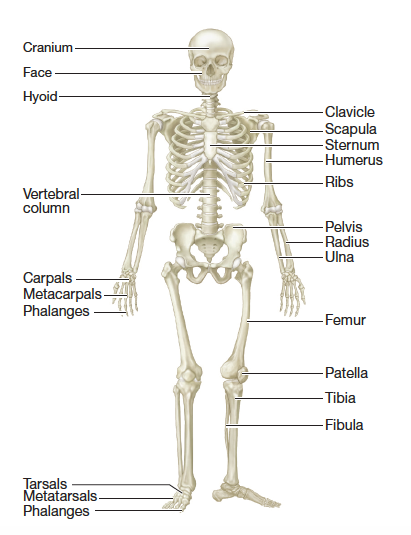 Cranium
Face
Hyoid
Clavicle
Scapula
Sternum
Humerus
Ribs
Vertebral
column
Pelvis
Radius
Ulna
Carpals
Metacarpals
Phalanges
Femur
Patella
Tibia
Fibula
Tarsals
Metatarsals
Phalanges